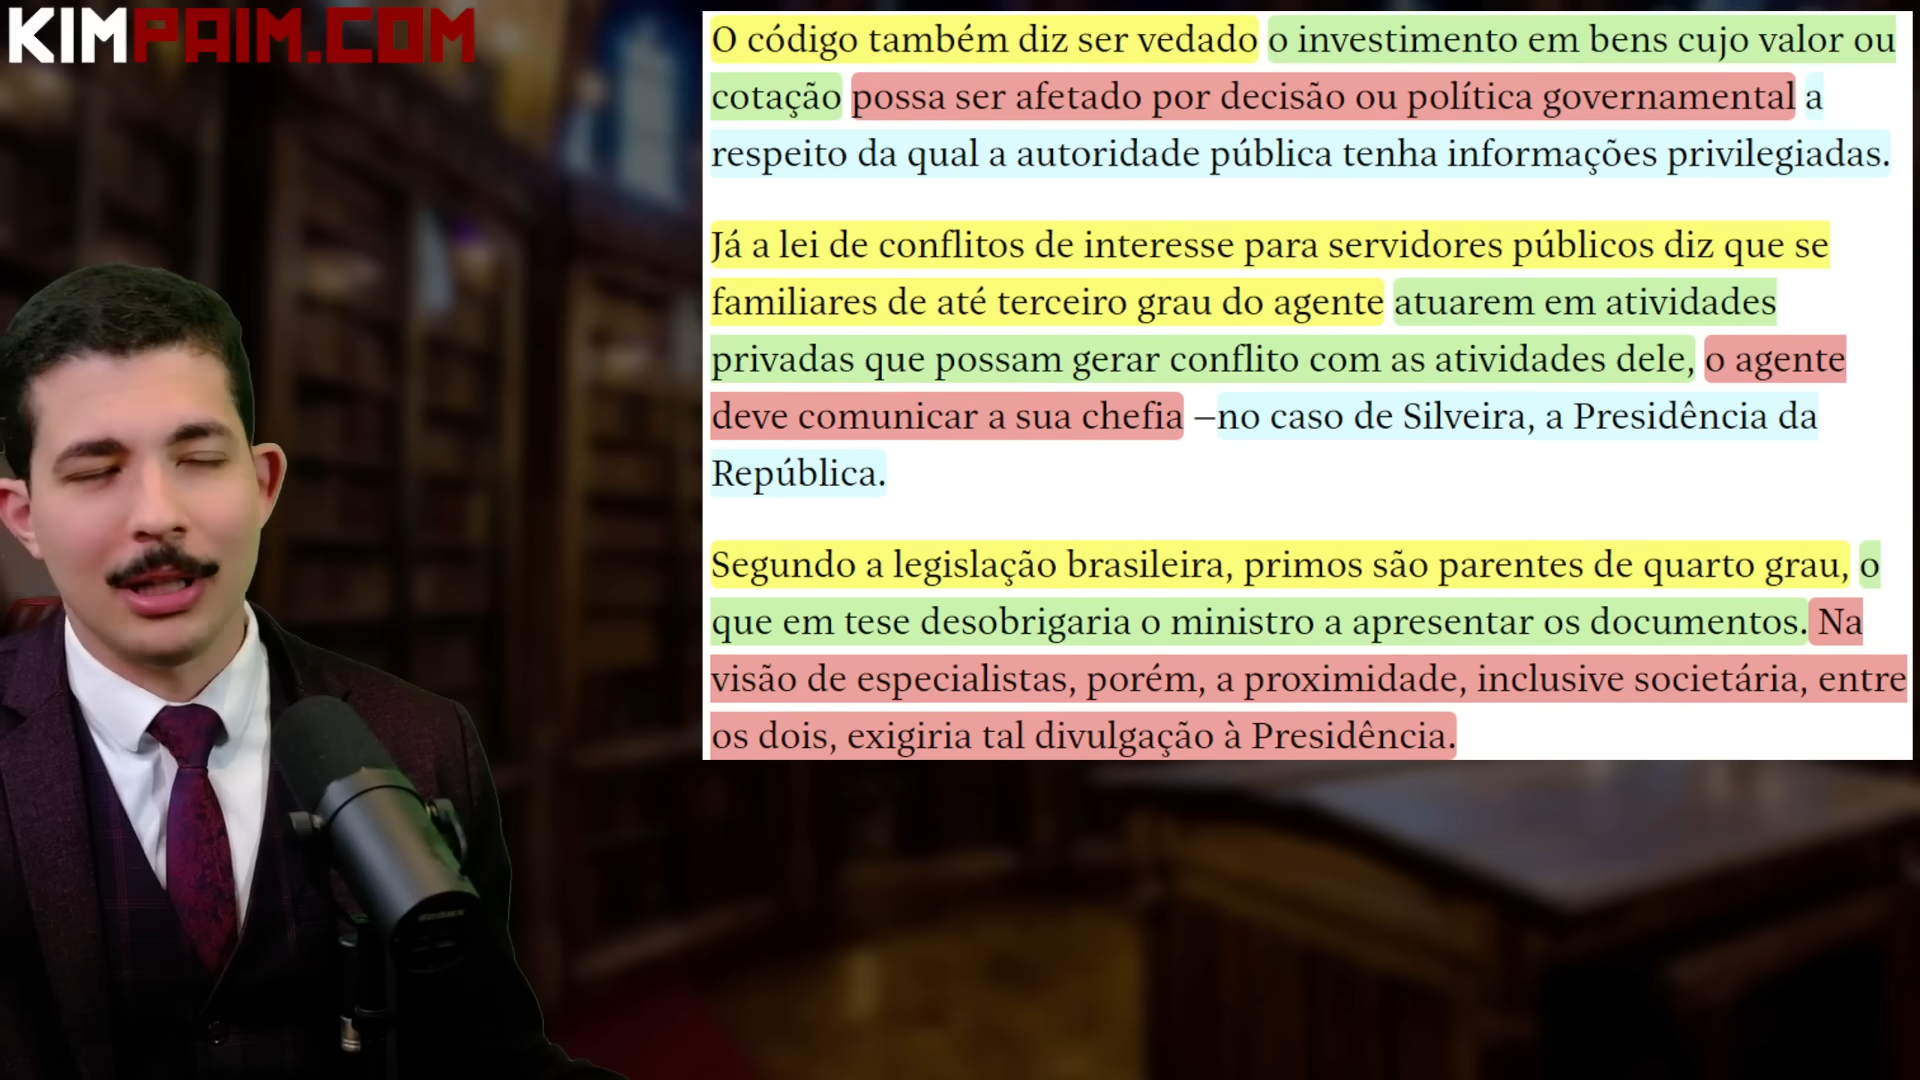 KIMPAIM.COM
O código também diz ser vedado o investimento em bens cujo valor ou
cotação possa ser afetado por decisão ou política governamental a
respeito da qual a autoridade pública tenha informações privilegiadas.
Já a lei de conflitos de interesse para servidores públicos diz que se
familiares de até terceiro grau do agente atuarem em atividades
privadas que possam gerar conflito com as atividades dele, o agente
deve comunicar a sua chefia —no caso de Silveira, a Presidência da
República.
Segundo a legislação brasileira, primos são parentes de quarto grau, o
que em tese desobrigaria o ministro a apresentar os documentos. Na
visão de especialistas, porém, a proximidade, inclusive societária, entre
os dois, exigiria tal divulgação à Presidência.